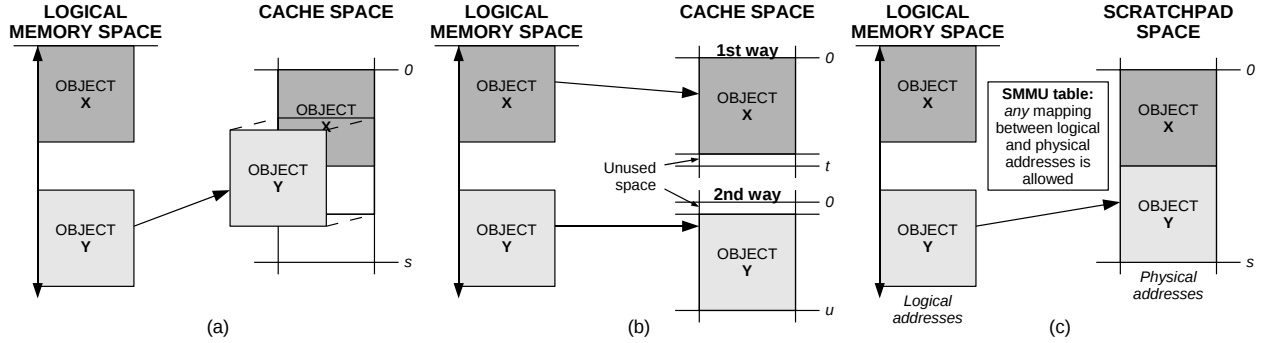 LOGICAL
MEMORY SPACE
CACHE SPACE
OBJECT
X
0
OBJECT
X
OBJECT
Y
OBJECT
Y
s
(a)
LOGICAL
MEMORY SPACE
CACHE SPACE
1st way
0
OBJECT
X
OBJECT
X
Unused
space
t
2nd way
0
OBJECT
Y
OBJECT
Y
u
(b)
LOGICAL
MEMORY SPACE
SCRATCHPAD
SPACE
0
OBJECT
X
SMMU table:
any mapping
between logical
and physical
addresses is
allowed
OBJECT
X
OBJECT
Y
OBJECT
Y
s
Logical
addresses
Physical
addresses
(c)